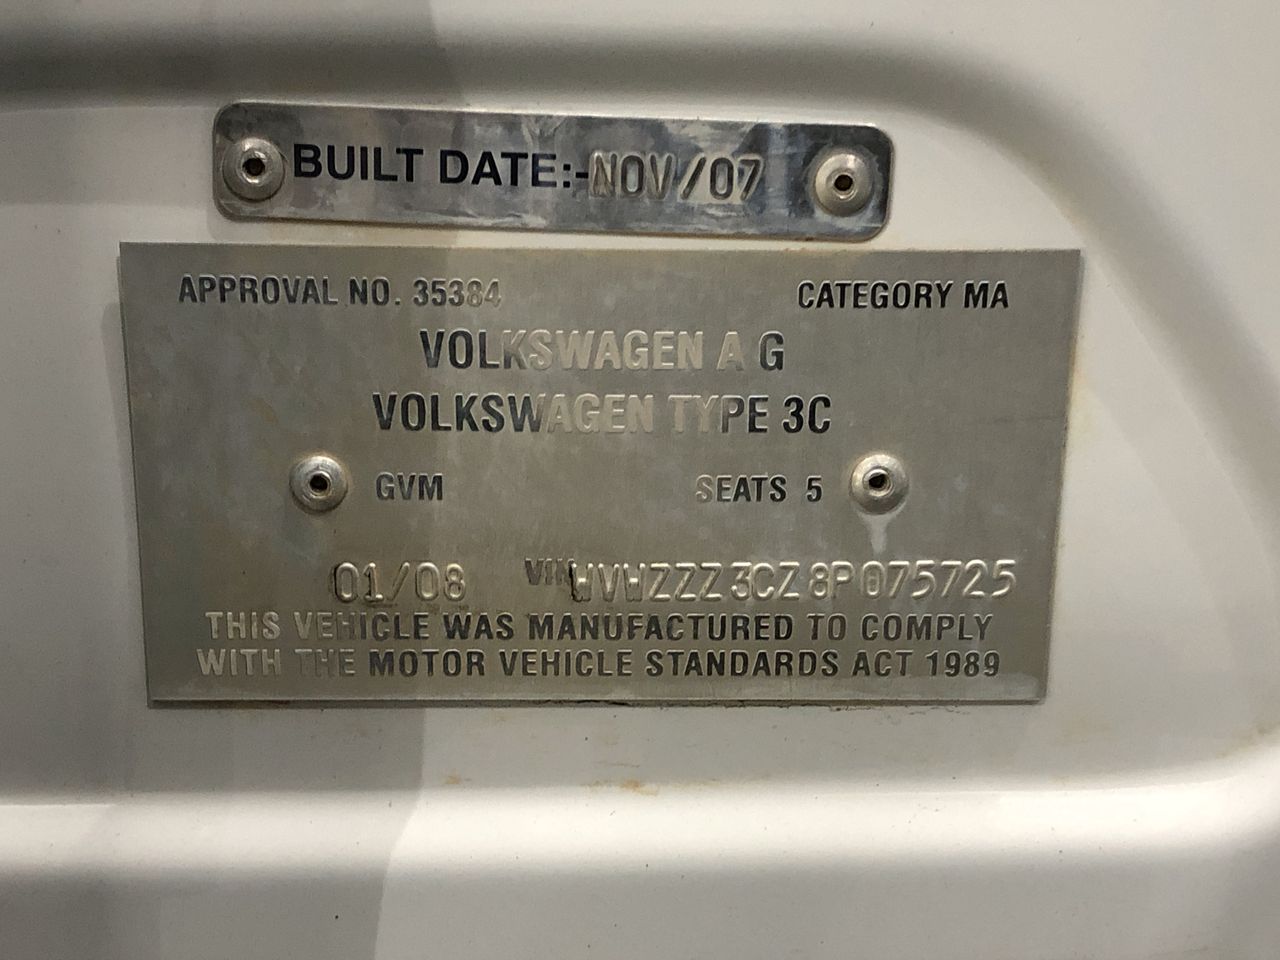 BUILT DATE:-NOV/07
APPROVAL NO. 35384 CATEGORY MA
VOLKSWAGEN A G
VOLKSWAGEN TYPE 3C
GVM SEATS 5
01/08 VIN WVWZZZ3CZ8P075725
THIS VEHICLE WAS MANUFACTURED TO COMPLY
WITH THE MOTOR VEHICLE STANDARDS ACT 1989